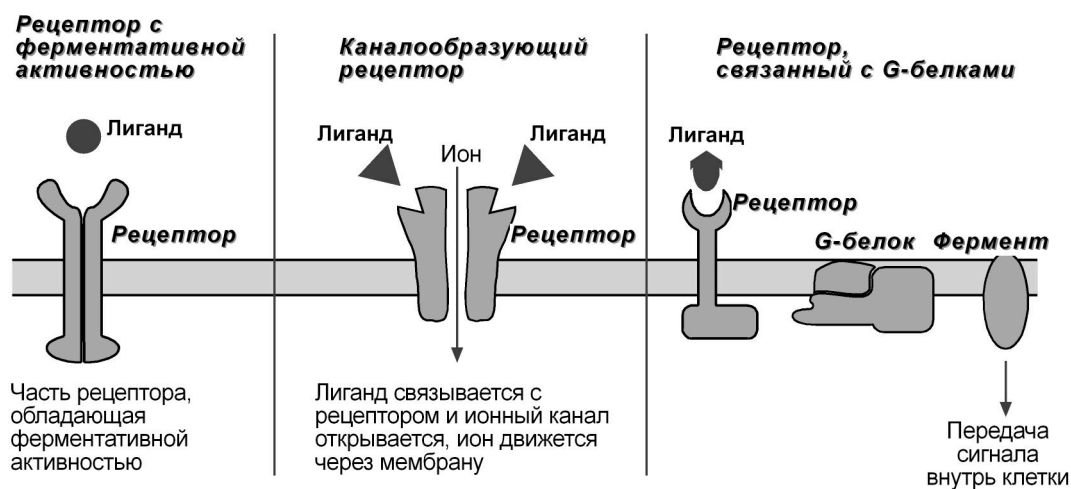 Рецептор с
ферментативной
активностью
Лиганд
Рецептор
Часть рецептора,
обладающая
ферментативной
активностью
Каналообразующий
рецептор
Лиганд
Лиганд
Ион
Рецептор
Лиганд связывается с
рецептором и ионный канал
открывается, ион движется
через мембрану
Рецептор,
связанный с G-белками
Лиганд
Рецептор
G-белок Фермент
Передача
сигнала
внутрь клетки